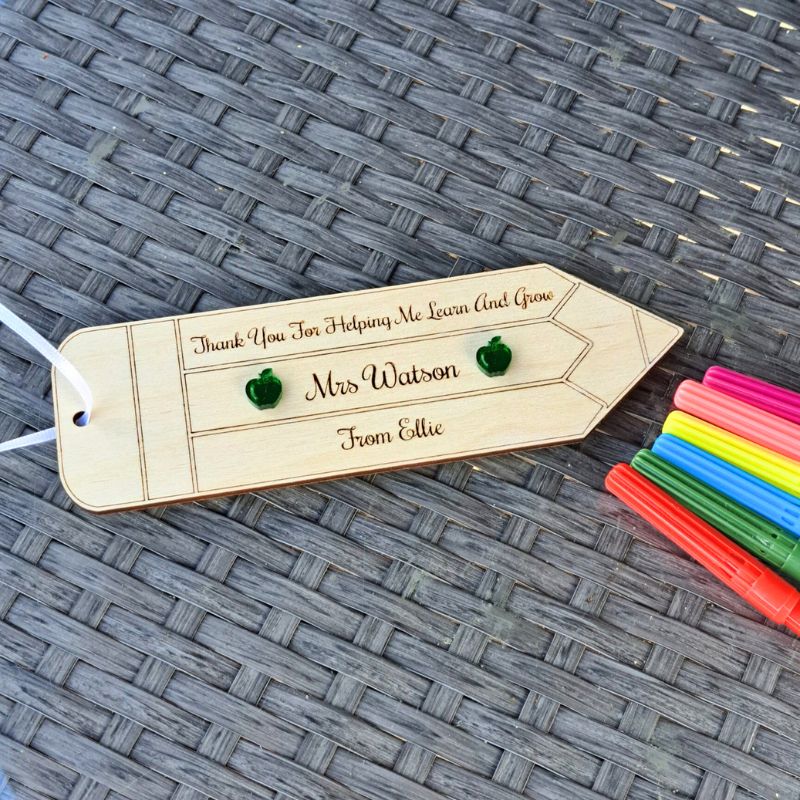 Thank You For Helping Me Learn And Grow
Mrs Watson
From Ellie